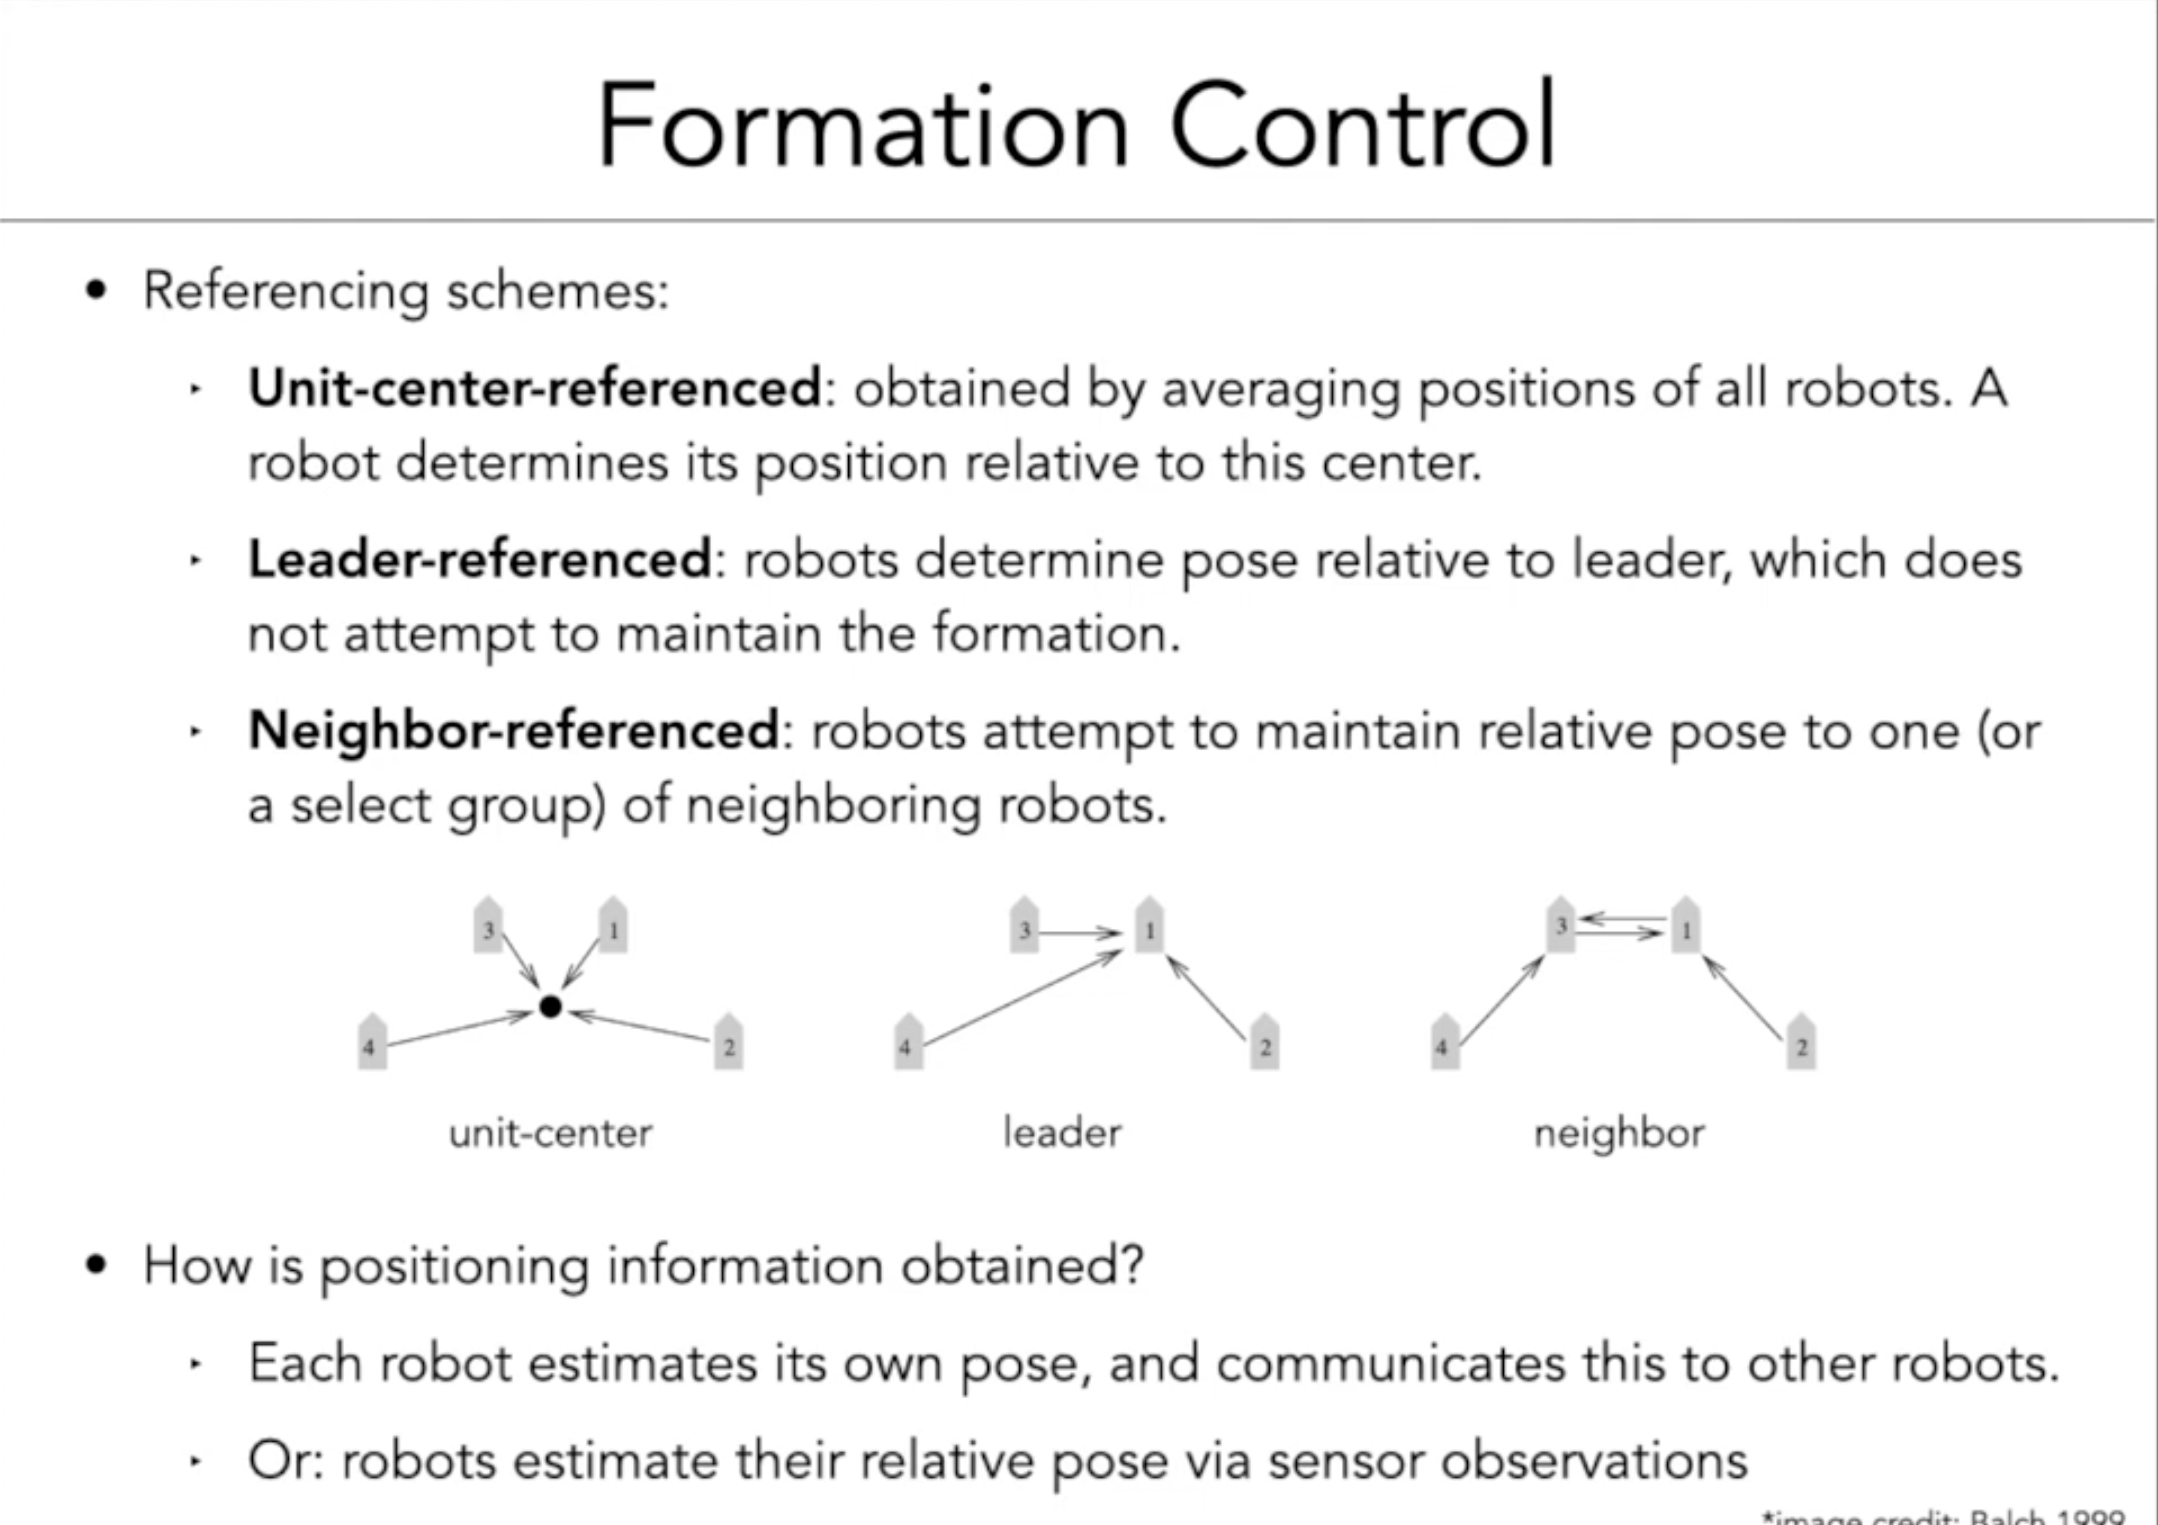 Formation Control
• Referencing schemes:
‣ Unit-center-referenced: obtained by averaging positions of all robots. A
robot determines its position relative to this center.
‣ Leader-referenced: robots determine pose relative to leader, which does
not attempt to maintain the formation.
‣ Neighbor-referenced: robots attempt to maintain relative pose to one (or
a select group) of neighboring robots.
3 1 3 1 3 1
4 2 4 2 4 2
unit-center leader neighbor
• How is positioning information obtained?
‣ Each robot estimates its own pose, and communicates this to other robots.
‣ Or: robots estimate their relative pose via sensor observations
*image credit: Balch 1999